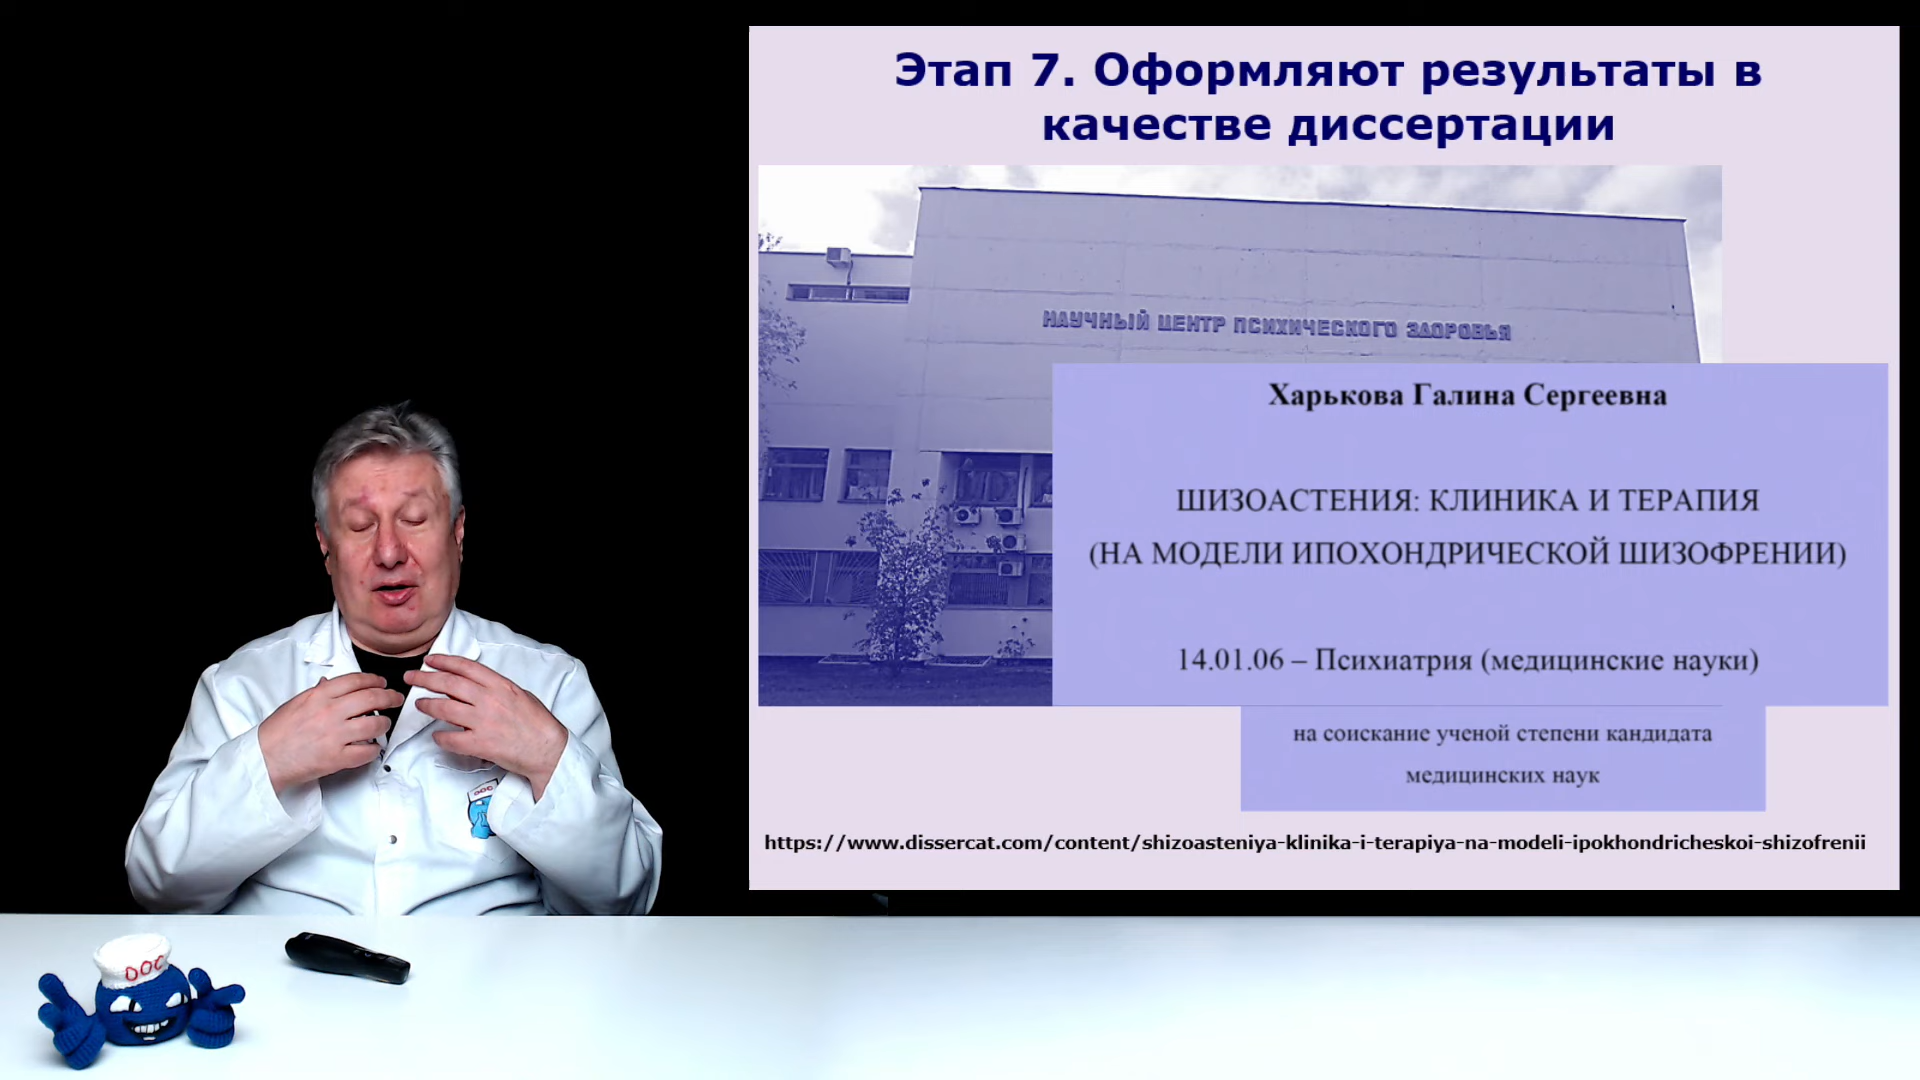 Этап 7. Оформляют результаты в
качестве диссертации
НАУЧНЫЙ ЦЕНТР ПСИХИЧЕСКОГО ЗДОРОВЬЯ
Харькова Галина Сергеевна
ШИЗОАСТЕНИЯ: КЛИНИКА И ТЕРАПИЯ
(НА МОДЕЛИ ИПОХОНДРИЧЕСКОЙ ШИЗОФРЕНИИ)
14.01.06 – Психиатрия (медицинские науки)
на соискание ученой степени кандидата
медицинских наук
https://www.dissercat.com/content/shizoasteniya-klinika-i-terapiya-na-modeli-ipokhondricheskoi-shizofrenii
DOC
DOC